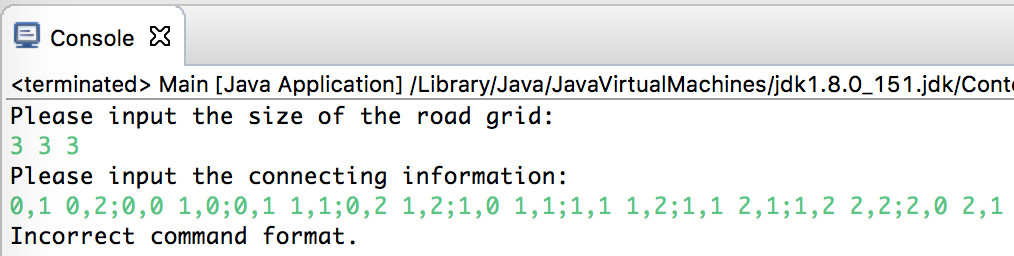 Console
<terminated> Main [Java Application] /Library/Java/JavaVirtualMachines/jdk1.8.0_151.jdk/Conte
Please input the size of the road grid:
3 3 3
Please input the connecting information:
0,1 0,2;0,0 1,0;0,1 1,1;0,2 1,2;1,0 1,1;1,1 1,2;1,1 2,1;1,2 2,2;2,0 2,1
Incorrect command format.